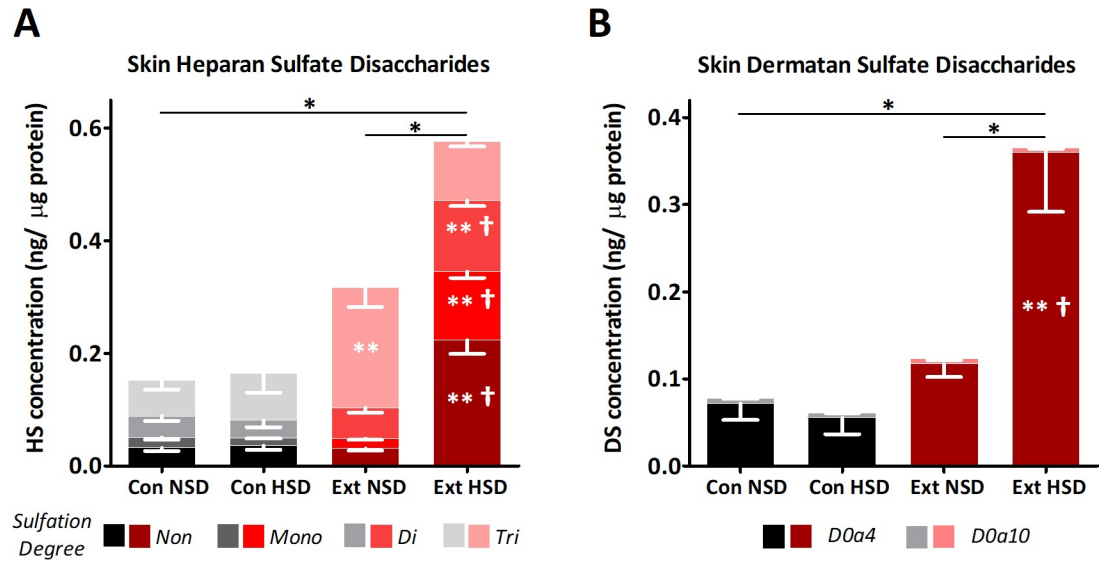 A
Skin Heparan Sulfate Disaccharides
HS concentration (ng/ μg protein)
0.6
0.4
0.2
0.0
*
*
** †
** †
** †
**
Con NSD
Con HSD
Ext NSD
Ext HSD
Sulfation
Degree
Non
Mono
Di
Tri
B
Skin Dermatan Sulfate Disaccharides
DS concentration (ng/ μg protein)
0.4
0.3
0.2
0.1
0.0
*
*
** †
Con NSD
Con HSD
Ext NSD
Ext HSD
D0a4
D0a10